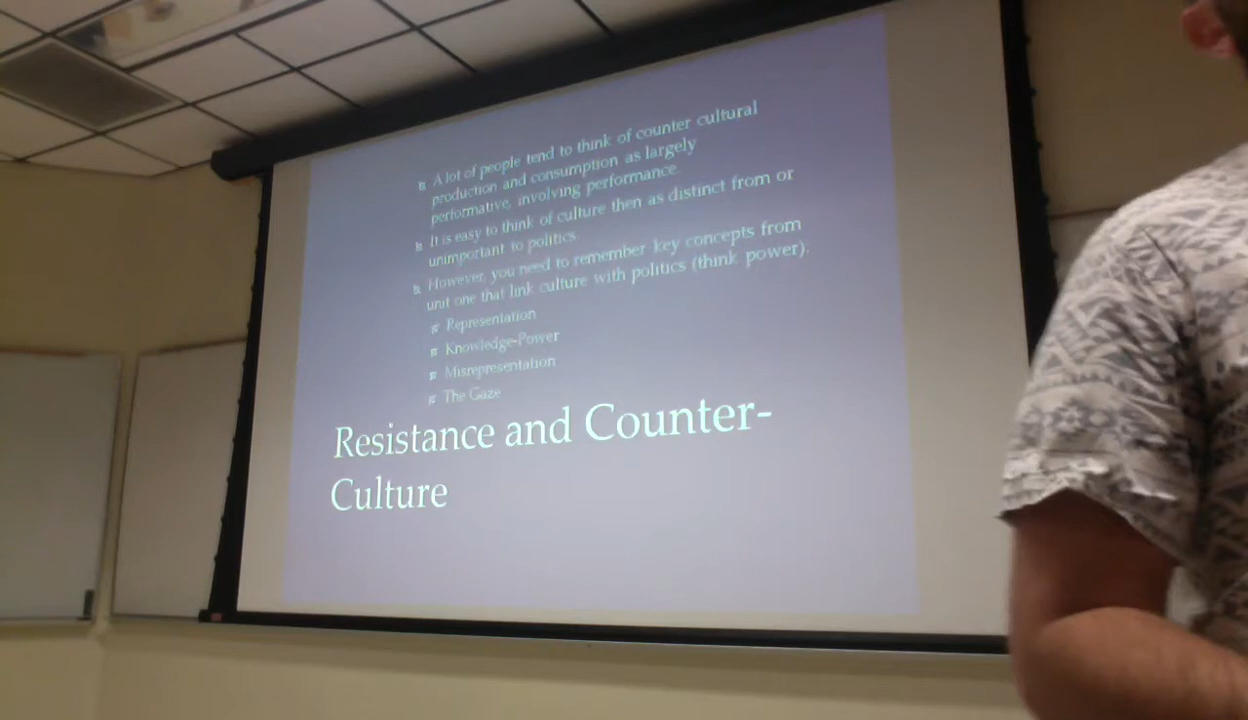 A lot of people tend to think of counter cultural
production and consumption as largely
performative, involving performance.
It is easy to think of culture then as distinct from or
unimportant to politics.
However, you need to remember key concepts from
unit one that link culture with politics (think power).
Representation
Knowledge-Power
Misrepresentation
The Gaze
Resistance and Counter-
Culture